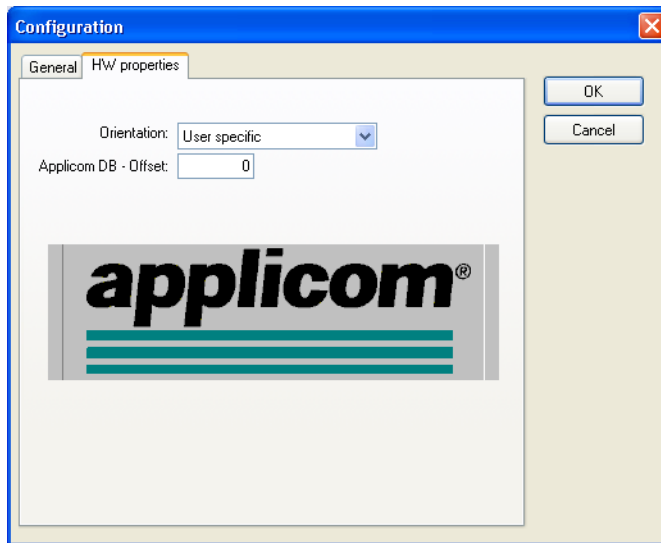 Configuration
General HW properties
OK
Orientation: User specific
Cancel
Applicom DB - Offset: 0
applicom®